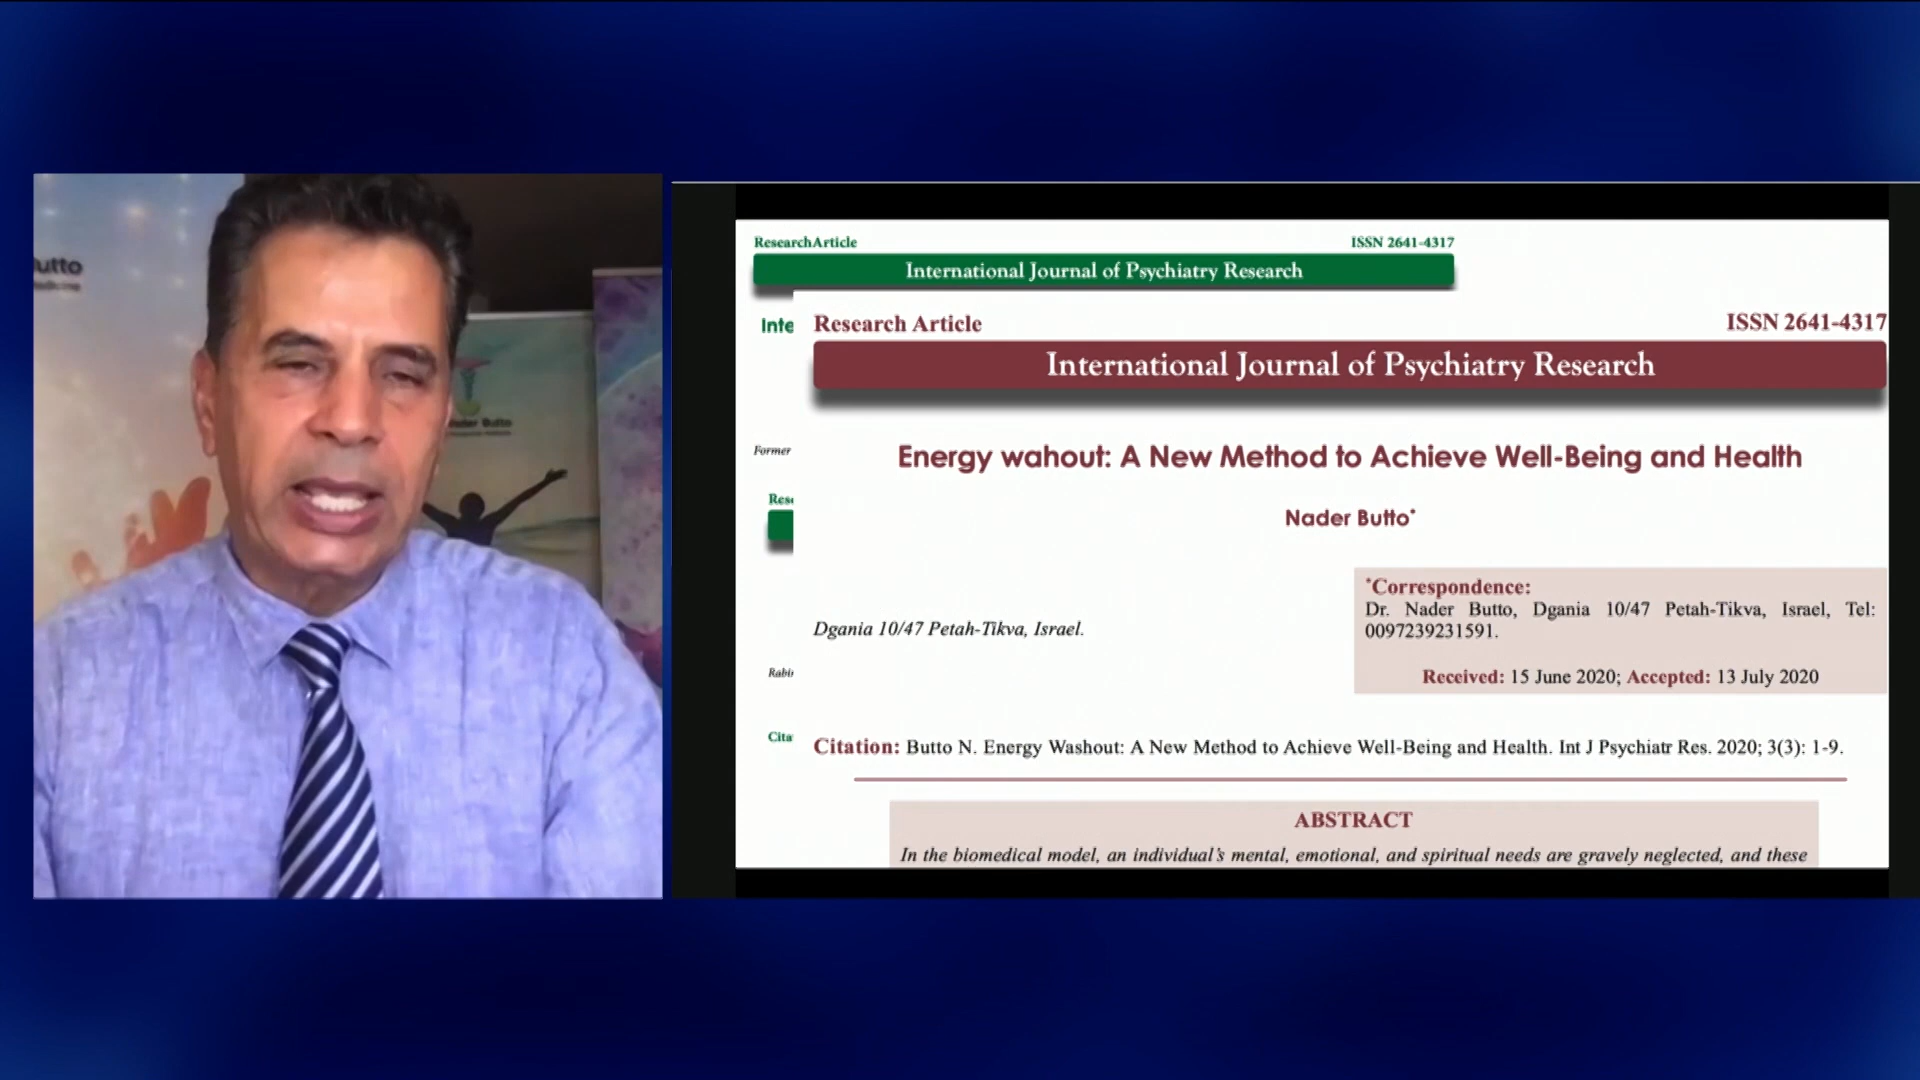 utto
Nader Butto
ResearchArticle
ISSN 2641-4317
International Journal of Psychiatry Research
Inte
Research Article
ISSN 2641-4317
International Journal of Psychiatry Research
Former
Energy wahout: A New Method to Achieve Well-Being and Health
Nader Butto*
*Correspondence:
Dr. Nader Butto, Dgania 10/47 Petah-Tikva, Israel, Tel:
0097239231591.
Dgania 10/47 Petah-Tikva, Israel.
Received: 15 June 2020; Accepted: 13 July 2020
Citation: Butto N. Energy Washout: A New Method to Achieve Well-Being and Health. Int J Psychiatr Res. 2020; 3(3): 1-9.
ABSTRACT
In the biomedical model, an individual's mental, emotional, and spiritual needs are gravely neglected, and these